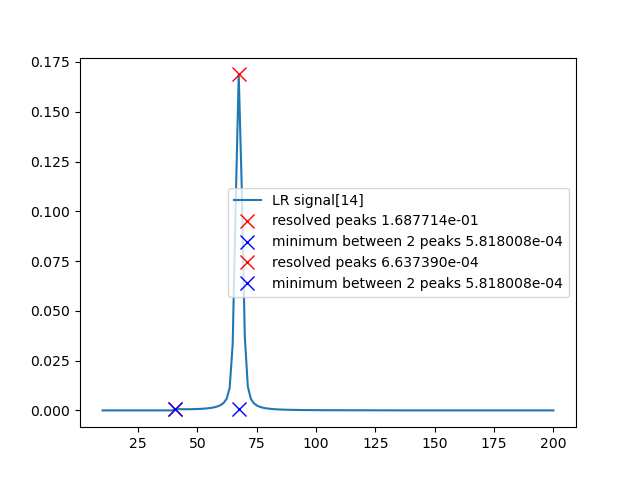 0.175
0.150
0.125
0.100
0.075
0.050
0.025
0.000
LR signal[14]
resolved peaks 1.687714e-01
minimum between 2 peaks 5.818008e-04
resolved peaks 6.637390e-04
minimum between 2 peaks 5.818008e-04
25 50 75 100 125 150 175 200